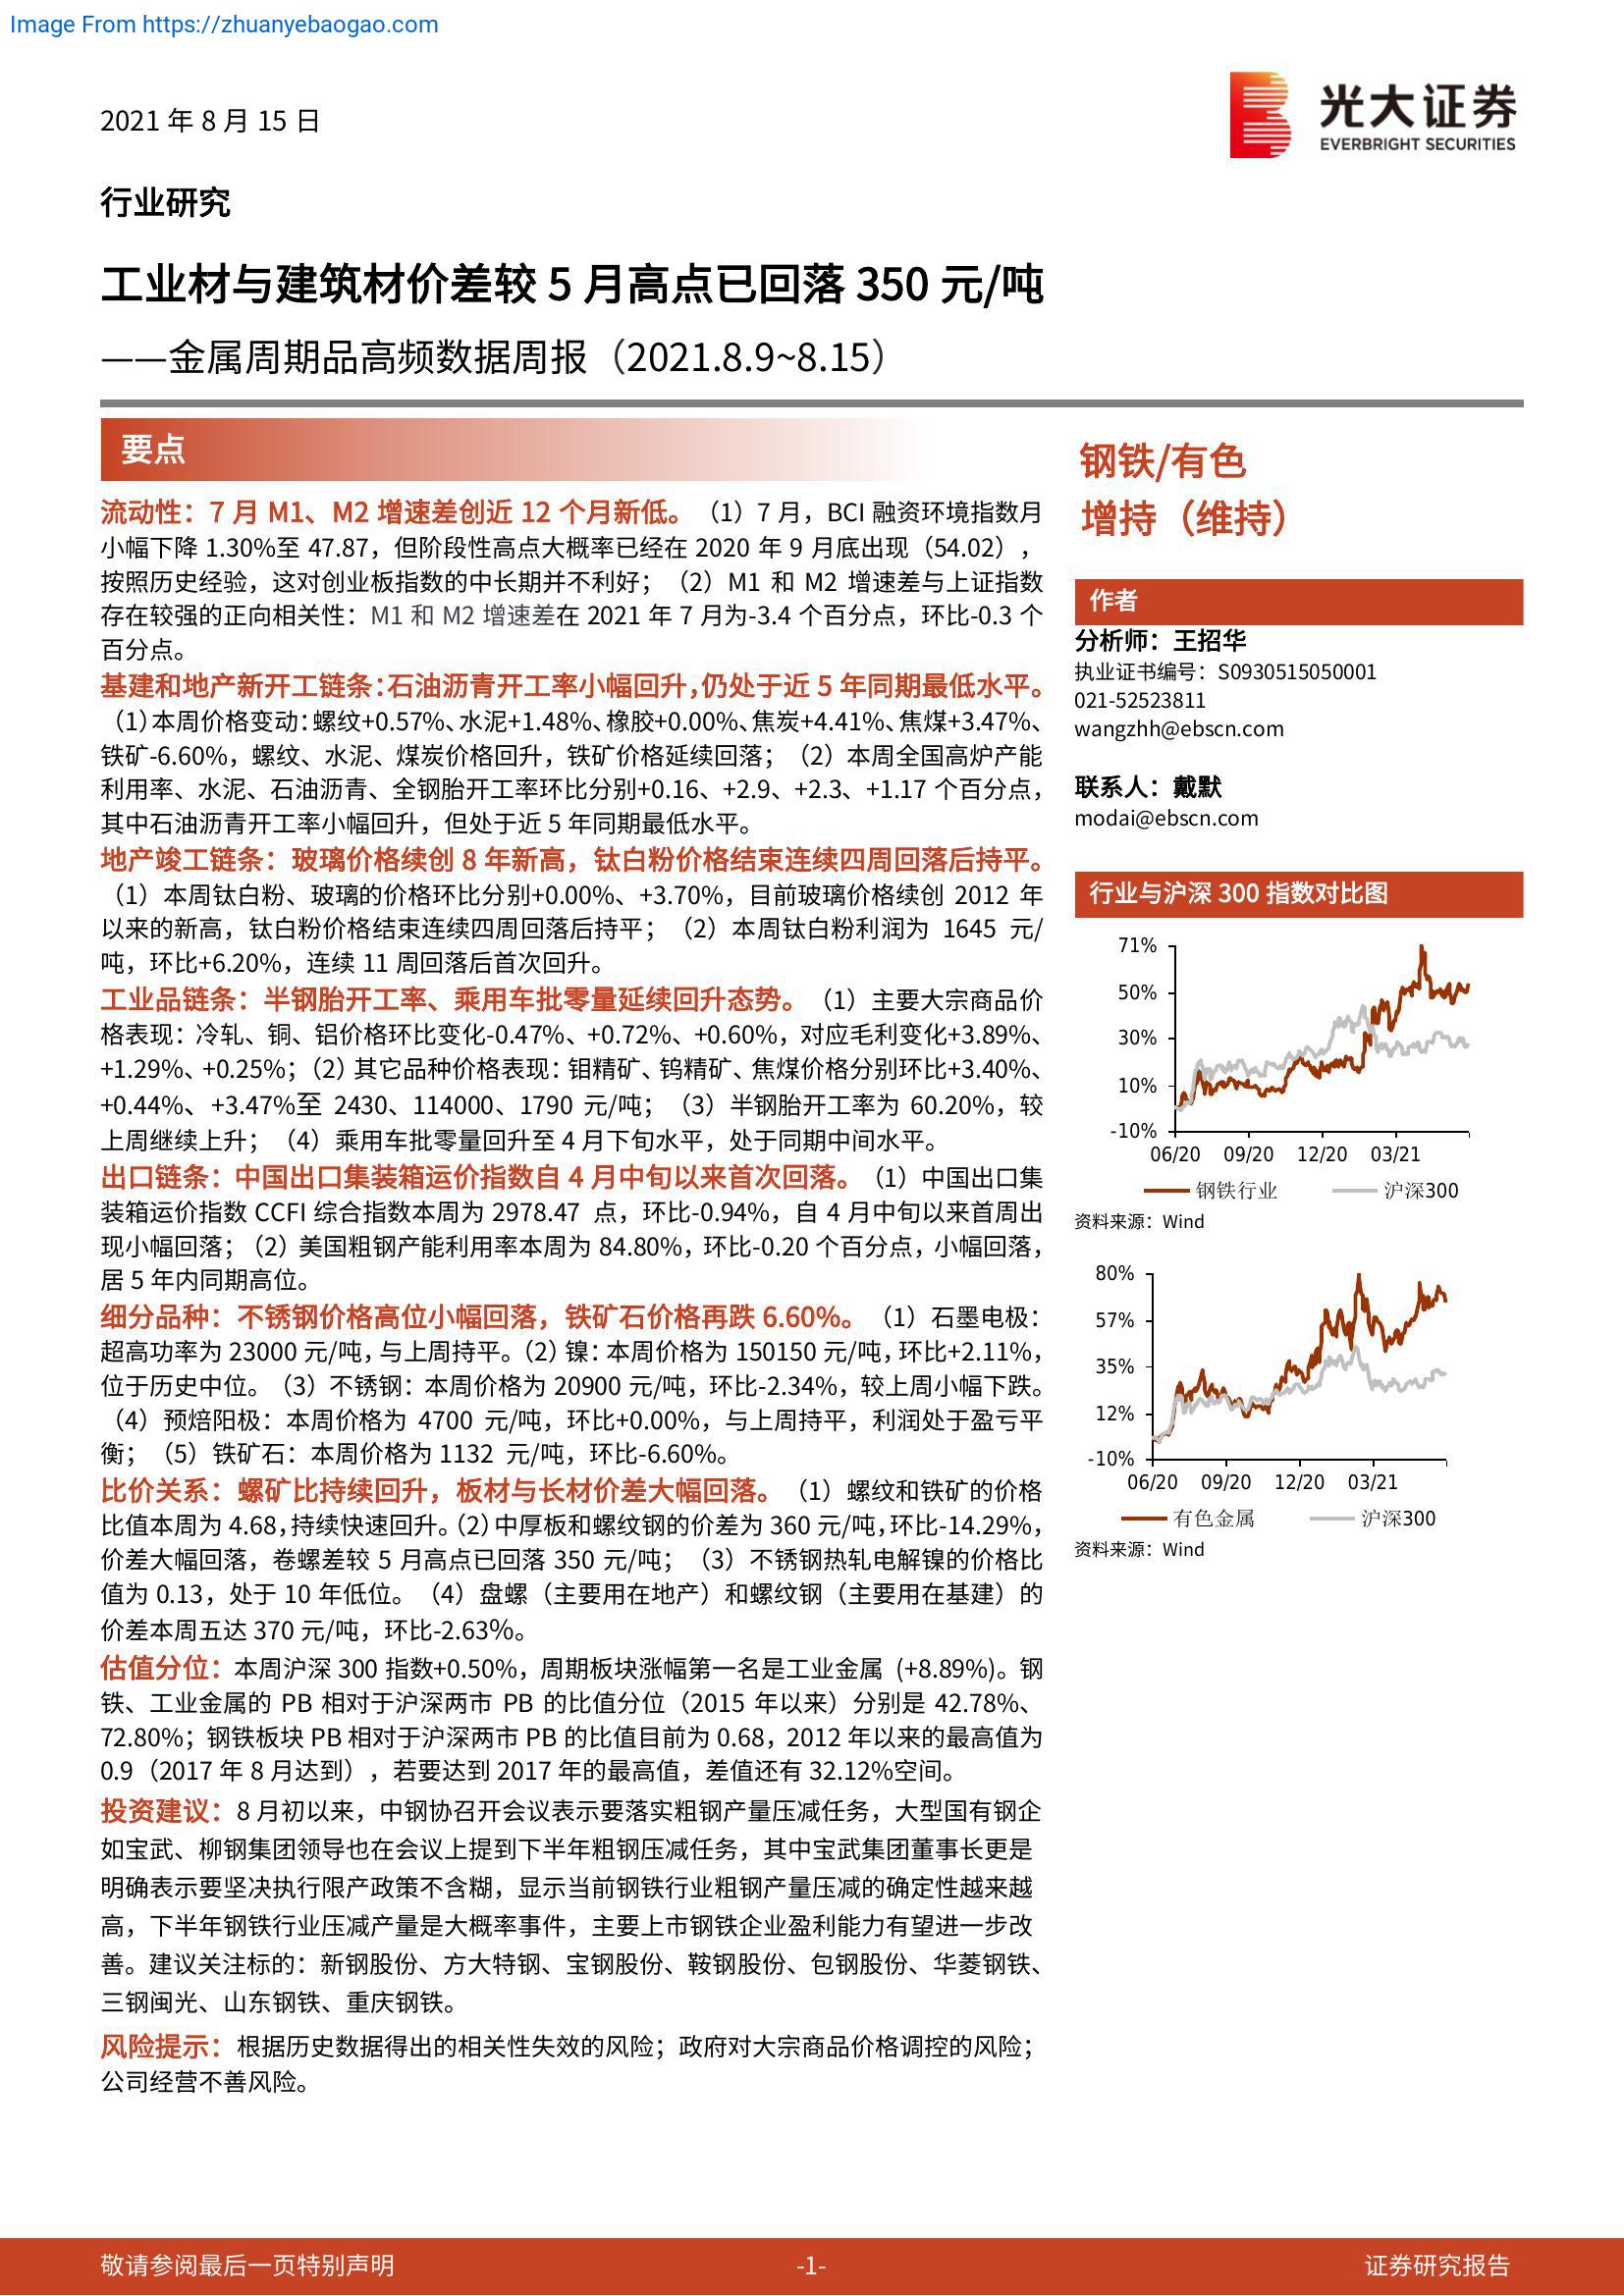 Image From https://zhuanyebaogao.com
2021 年 8 月 15 日
光大证券
EVERBRIGHT SECURITIES
行业研究
工业材与建筑材价差较 5 月高点已回落 350 元/吨
——金属周期品高频数据周报（2021.8.9~8.15）
要点
流动性：7 月 M1、M2 增速差创近 12 个月新低。（1）7 月，BCI 融资环境指数月
小幅下降 1.30%至 47.87，但阶段性高点大概率已经在 2020 年 9 月底出现（54.02），
按照历史经验，这对创业板指数的中长期并不利好；（2）M1 和 M2 增速差与上证指数
存在较强的正向相关性：M1 和 M2 增速差在 2021 年 7 月为-3.4 个百分点，环比-0.3 个
百分点。
基建和地产新开工链条：石油沥青开工率小幅回升，仍处于近 5 年同期最低水平。
（1）本周价格变动：螺纹+0.57%、水泥+1.48%、橡胶+0.00%、焦炭+4.41%、焦煤+3.47%、
铁矿-6.60%，螺纹、水泥、煤炭价格回升，铁矿价格延续回落；（2）本周全国高炉产能
利用率、水泥、石油沥青、全钢胎开工率环比分别+0.16、+2.9、+2.3、+1.17 个百分点，
其中石油沥青开工率小幅回升，但处于近 5 年同期最低水平。
地产竣工链条：玻璃价格续创 8 年新高，钛白粉价格结束连续四周回落后持平。
（1）本周钛白粉、玻璃的价格环比分别+0.00%、+3.70%，目前玻璃价格续创 2012 年
以来的新高，钛白粉价格结束连续四周回落后持平；（2）本周钛白粉利润为 1645 元/
吨，环比+6.20%，连续 11 周回落后首次回升。
工业品链条：半钢胎开工率、乘用车批零量延续回升态势。（1）主要大宗商品价
格表现：冷轧、铜、铝价格环比变化-0.47%、+0.72%、+0.60%，对应毛利变化+3.89%、
+1.29%、+0.25%；（2）其它品种价格表现：钼精矿、钨精矿、焦煤价格分别环比+3.40%、
+0.44%、+3.47%至 2430、114000、1790 元/吨；（3）半钢胎开工率为 60.20%，较
上周继续上升；（4）乘用车批零量回升至 4 月下旬水平，处于同期中间水平。
出口链条：中国出口集装箱运价指数自 4 月中旬以来首次回落。（1）中国出口集
装箱运价指数 CCFI 综合指数本周为 2978.47 点，环比-0.94%，自 4 月中旬以来首周出
现小幅回落；（2）美国粗钢产能利用率本周为 84.80%，环比-0.20 个百分点，小幅回落，
居 5 年内同期高位。
细分品种：不锈钢价格高位小幅回落，铁矿石价格再跌 6.60%。（1）石墨电极：
超高功率为 23000 元/吨，与上周持平。（2）镍：本周价格为 150150 元/吨，环比+2.11%，
位于历史中位。（3）不锈钢：本周价格为 20900 元/吨，环比-2.34%，较上周小幅下跌。
（4）预焙阳极：本周价格为 4700 元/吨，环比+0.00%，与上周持平，利润处于盈亏平
衡；（5）铁矿石：本周价格为 1132 元/吨，环比-6.60%。
比价关系：螺矿比持续回升，板材与长材价差大幅回落。（1）螺纹和铁矿的价格
比值本周为 4.68，持续快速回升。（2）中厚板和螺纹钢的价差为 360 元/吨，环比-14.29%，
价差大幅回落，卷螺差较 5 月高点已回落 350 元/吨；（3）不锈钢热轧电解镍的价格比
值为 0.13，处于 10 年低位。（4）盘螺（主要用在地产）和螺纹钢（主要用在基建）的
价差本周五达 370 元/吨，环比-2.63%。
估值分位：本周沪深 300 指数+0.50%，周期板块涨幅第一名是工业金属 (+8.89%)。钢
铁、工业金属的 PB 相对于沪深两市 PB 的比值分位（2015 年以来）分别是 42.78%、
72.80%；钢铁板块 PB 相对于沪深两市 PB 的比值目前为 0.68，2012 年以来的最高值为
0.9（2017 年 8 月达到），若要达到 2017 年的最高值，差值还有 32.12%空间。
投资建议：8 月初以来，中钢协召开会议表示要落实粗钢产量压减任务，大型国有钢企
如宝武、柳钢集团领导也在会议上提到下半年粗钢压减任务，其中宝武集团董事长更是
明确表示要坚决执行限产政策不含糊，显示当前钢铁行业粗钢产量压减的确定性越来越
高，下半年钢铁行业压减产量是大概率事件，主要上市钢铁企业盈利能力有望进一步改
善。建议关注标的：新钢股份、方大特钢、宝钢股份、鞍钢股份、包钢股份、华菱钢铁、
三钢闽光、山东钢铁、重庆钢铁。
风险提示：根据历史数据得出的相关性失效的风险；政府对大宗商品价格调控的风险；
公司经营不善风险。
钢铁/有色
增持（维持）
作者
分析师：王招华
执业证书编号：S0930515050001
021-52523811
wangzhh@ebscn.com
联系人：戴默
modai@ebscn.com
行业与沪深 300 指数对比图
71%
50%
30%
10%
-10%
06/20 09/20 12/20 03/21
钢铁行业 沪深300
资料来源：Wind
80%
57%
35%
12%
-10%
06/20 09/20 12/20 03/21
有色金属 沪深300
资料来源：Wind
敬请参阅最后一页特别声明 -1- 证券研究报告